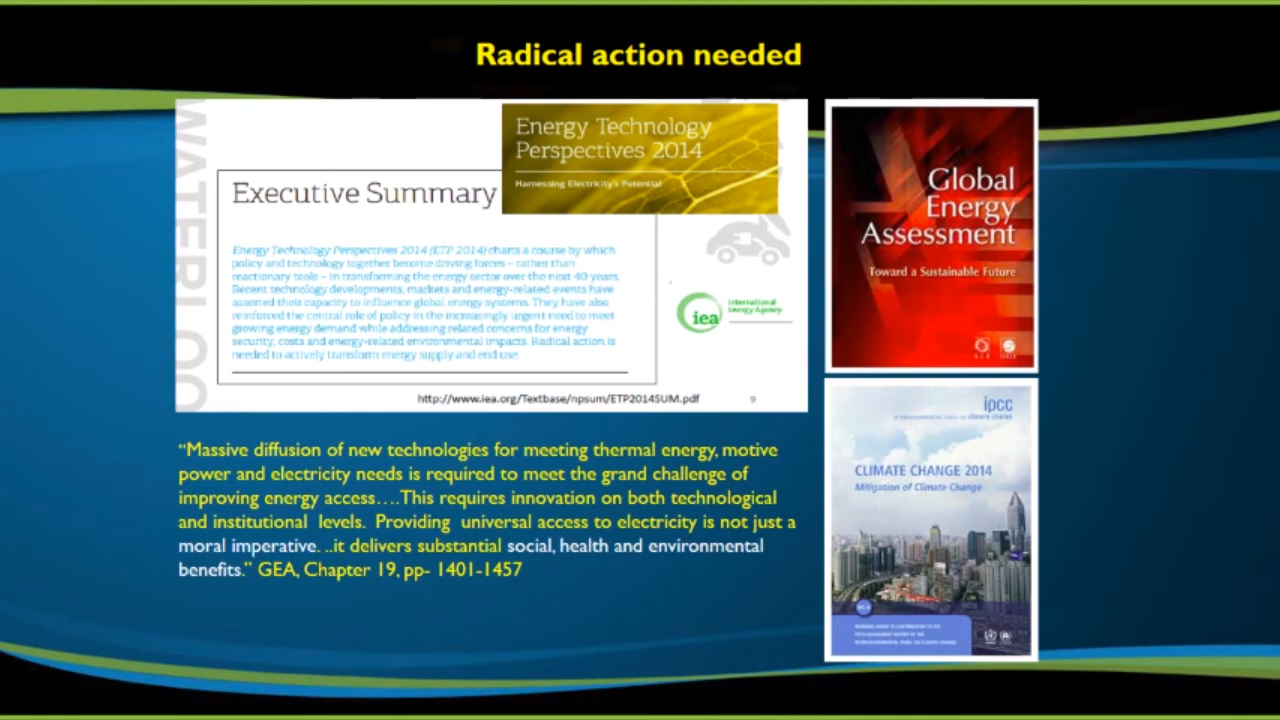 Radical action needed
WATERLOO
Energy Technology
Perspectives 2014
Harnessing Electricity's Potential
Executive Summary
Energy Technology Perspectives 2014 (ETP 2014) charts a course by which
policy and technology together become driving forces – rather than
reactionary tools – in transforming the energy sector over the next 40 years.
Recent technology developments, markets and energy-related events have
asserted their capacity to influence global energy systems. They have also
reinforced the central role of policy in the increasingly urgent need to meet
growing energy demand while addressing related concerns for energy
security, costs and energy-related environmental impacts. Radical action is
needed to actively transform energy supply and end use
iea
International
Energy Agency
http://www.iea.org/Textbase/npsum/ETP2014SUM.pdf
9
Global
Energy
Assessment
Toward a Sustainable Future
ipcc
climate change
CLIMATE CHANGE 2014
Mitigation of Climate Change
“Massive diffusion of new technologies for meeting thermal energy, motive
power and electricity needs is required to meet the grand challenge of
improving energy access….This requires innovation on both technological
and institutional levels. Providing universal access to electricity is not just a
moral imperative. ..it delivers substantial social, health and environmental
benefits.” GEA, Chapter 19, pp- 1401-1457